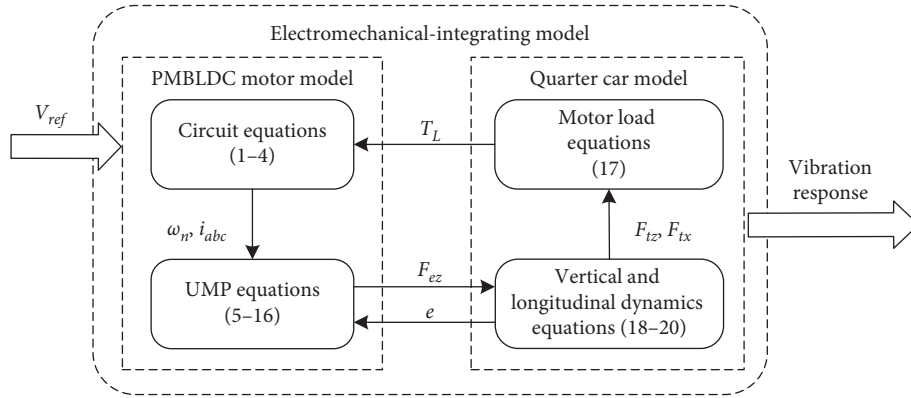 Electromechanical-integrating model
PMBLDC motor model
Quarter car model
V_ref
Circuit equations
(1–4)
T_L
Motor load
equations
(17)
Vibration
response
ω_n, i_abc
F_tz, F_tx
UMP equations
(5–16)
F_ez
e
Vertical and
longitudinal dynamics
equations (18–20)